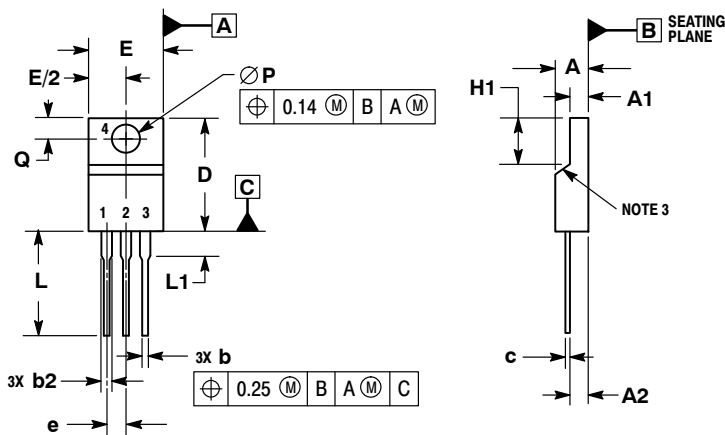 A
B SEATING PLANE
E
E/2
Ø P
A
H1
A1
⌖ 0.14 Ⓜ B A Ⓜ
4
Q
D
C
1 2 3
NOTE 3
L
L1
3X b
c
3X b2
⌖ 0.25 Ⓜ B A Ⓜ C
A2
e